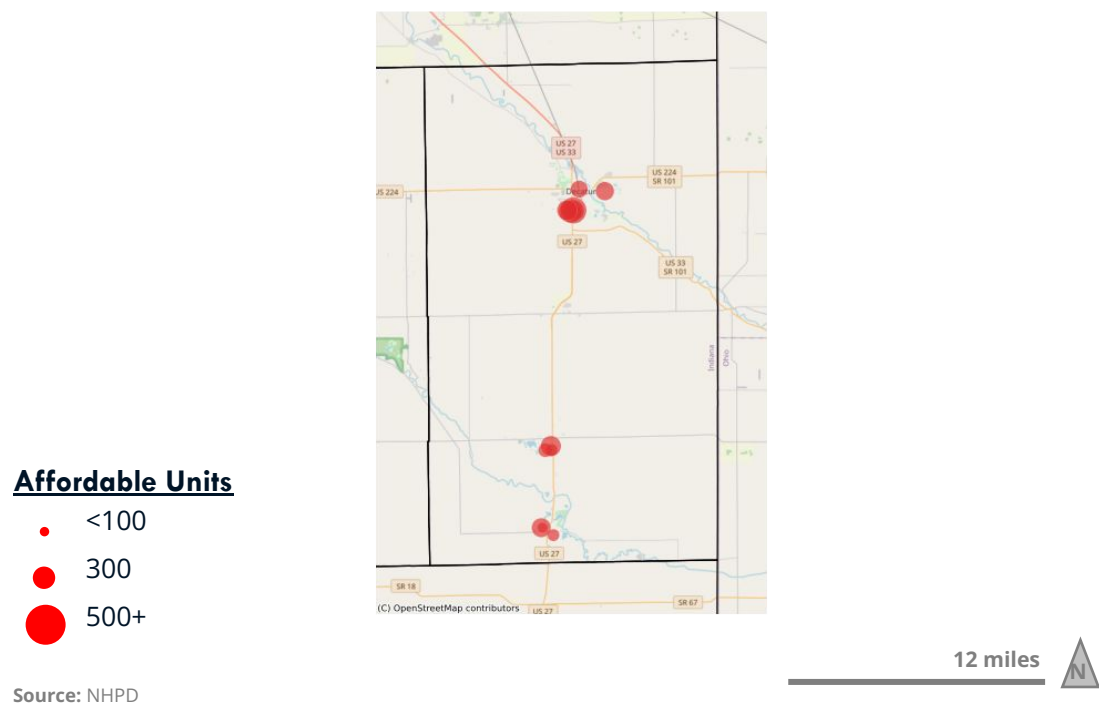 US 27
US 33
US 224
SR 101
US 224
Decatur
US 27
US 33
SR 101
Indiana
Ohio
Affordable Units
<100
300
500+
US 27
SR 18
SR 67
US 27
(C) OpenStreetMap contributors
12 miles
N
Source: NHPD